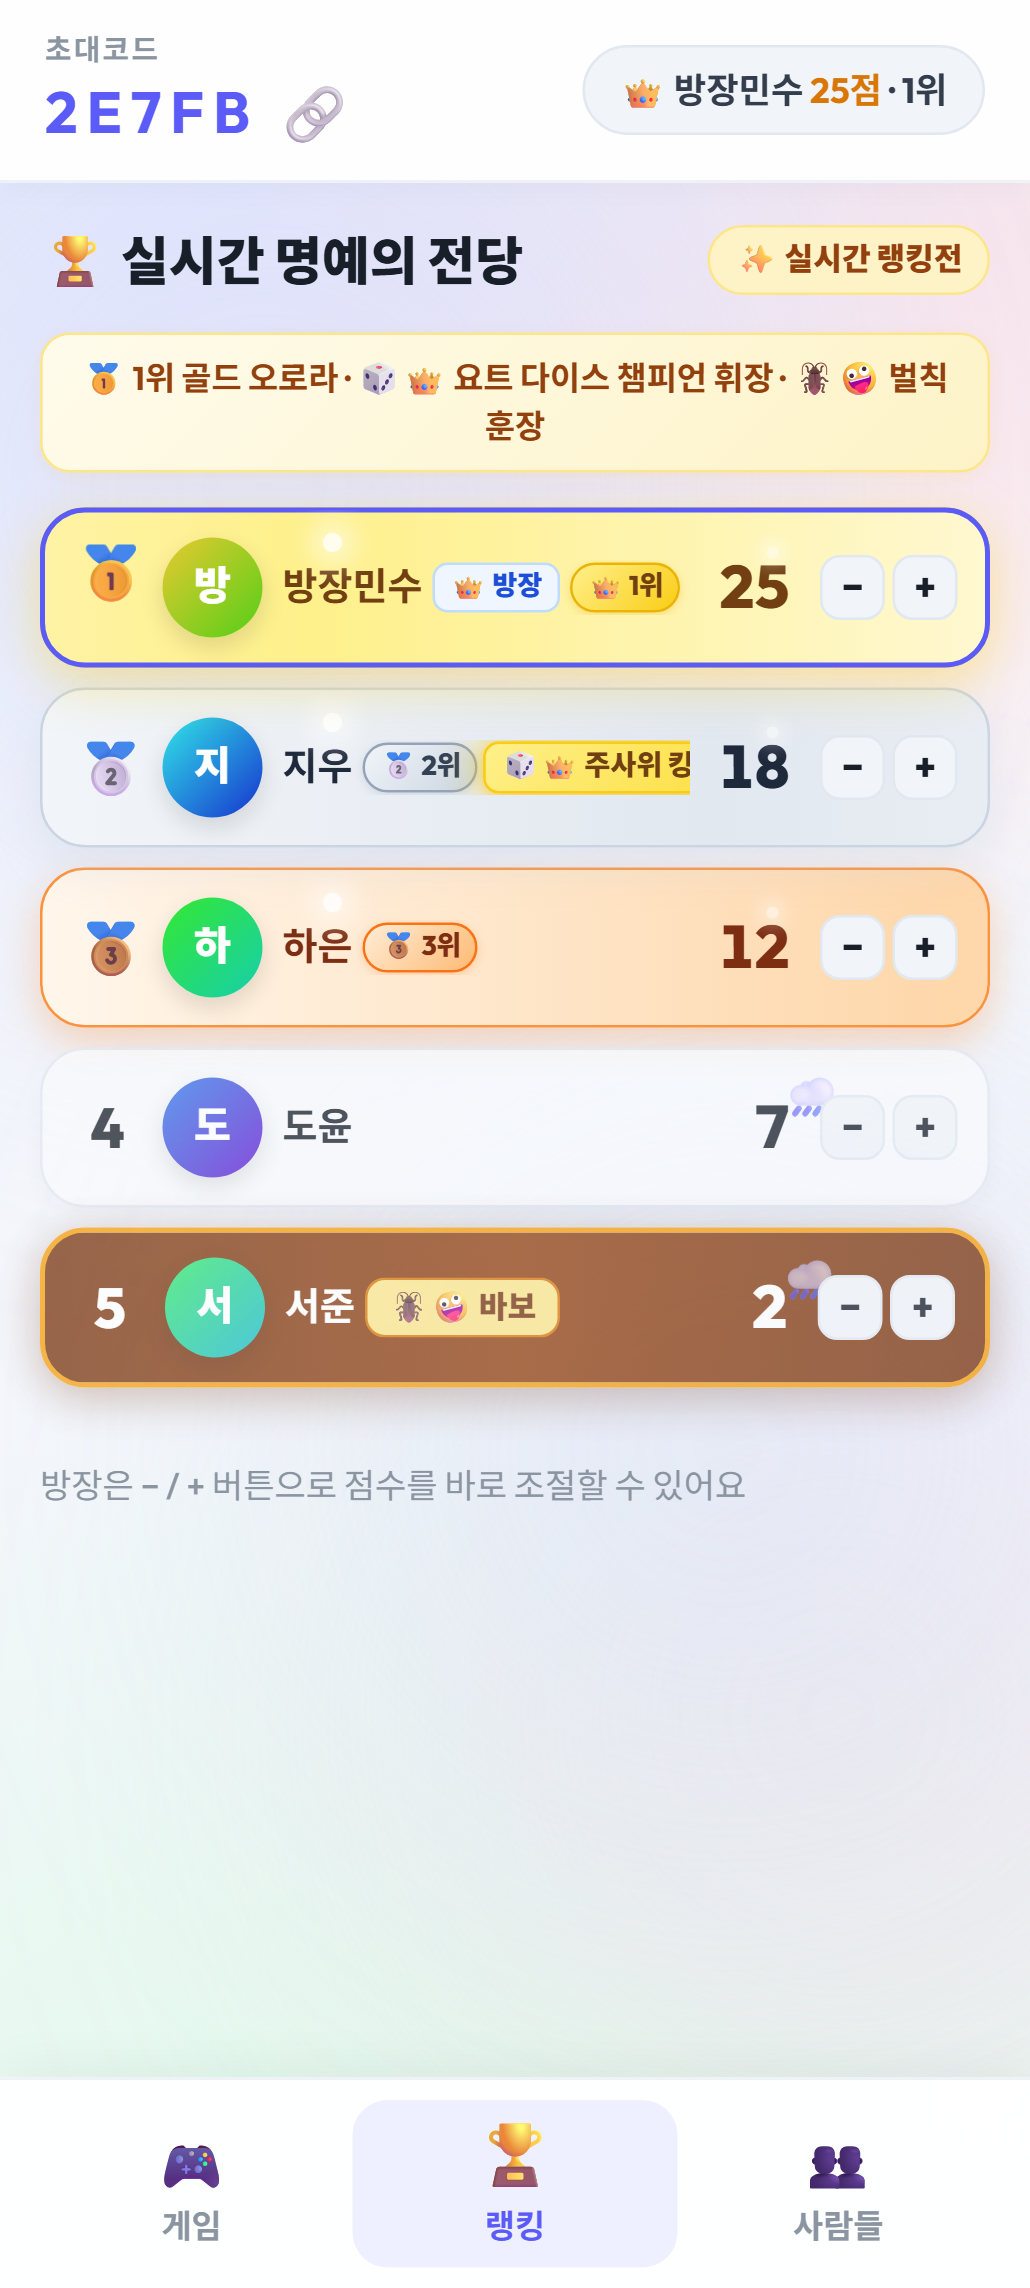 초대코드
2E7FB
방장민수 25점 · 1위
실시간 명예의 전당
실시간 랭킹전
1위 골드 오로라 · 요트 다이스 챔피언 휘장 · 벌칙
훈장
1 방 방장민수 방장 1위 25 − +
2 지 지우 2 2위 주사위 킹 18 − +
3 하 하은 3 3위 12 − +
4 도 도윤 7 − +
5 서 서준 바보 2 − +
방장은 − / + 버튼으로 점수를 바로 조절할 수 있어요
게임
랭킹
사람들